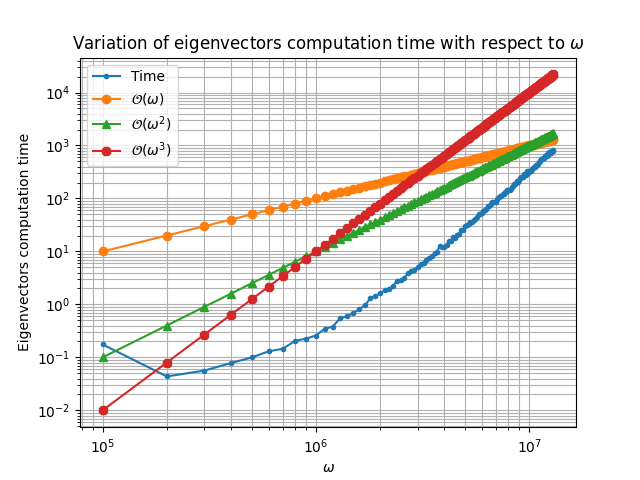 Variation of eigenvectors computation time with respect to ω
Time
𝒪(ω)
𝒪(ω²)
𝒪(ω³)
Eigenvectors computation time
10⁴
10³
10²
10¹
10⁰
10⁻¹
10⁻²
10⁵ 10⁶ 10⁷
ω